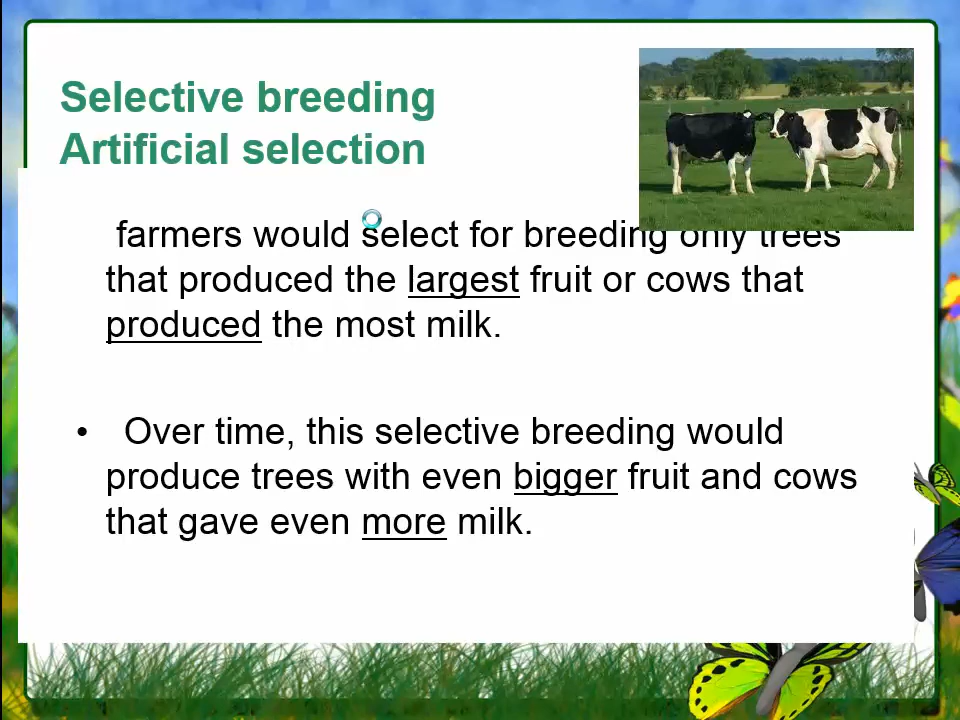 Selective breeding
Artificial selection
farmers would select for breeding only trees
that produced the largest fruit or cows that
produced the most milk.
• Over time, this selective breeding would
produce trees with even bigger fruit and cows
that gave even more milk.